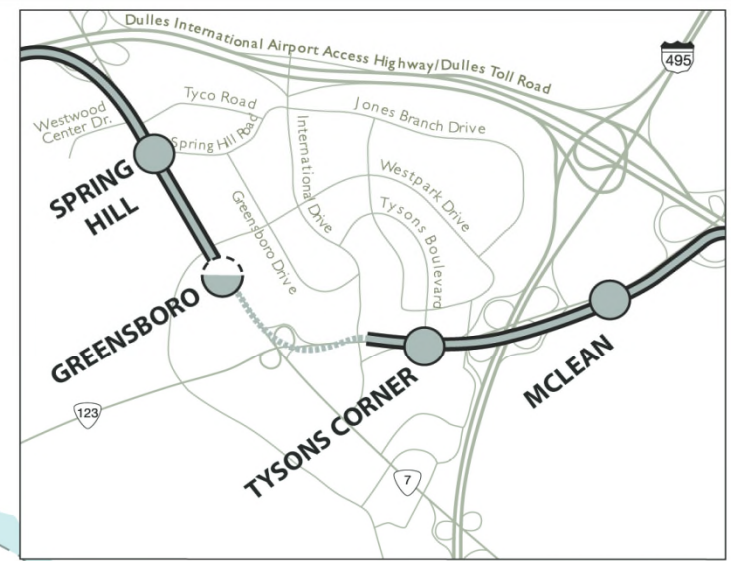 Dulles International Airport Access Highway/Dulles Toll Road
495
Tyco Road
Westwood
Center Dr.
Spring Hill Road
Jones Branch Drive
International Drive
SPRING
HILL
Westpark Drive
Greensboro Drive
Tysons Boulevard
GREENSBORO
MCLEAN
TYSONS CORNER
123
7